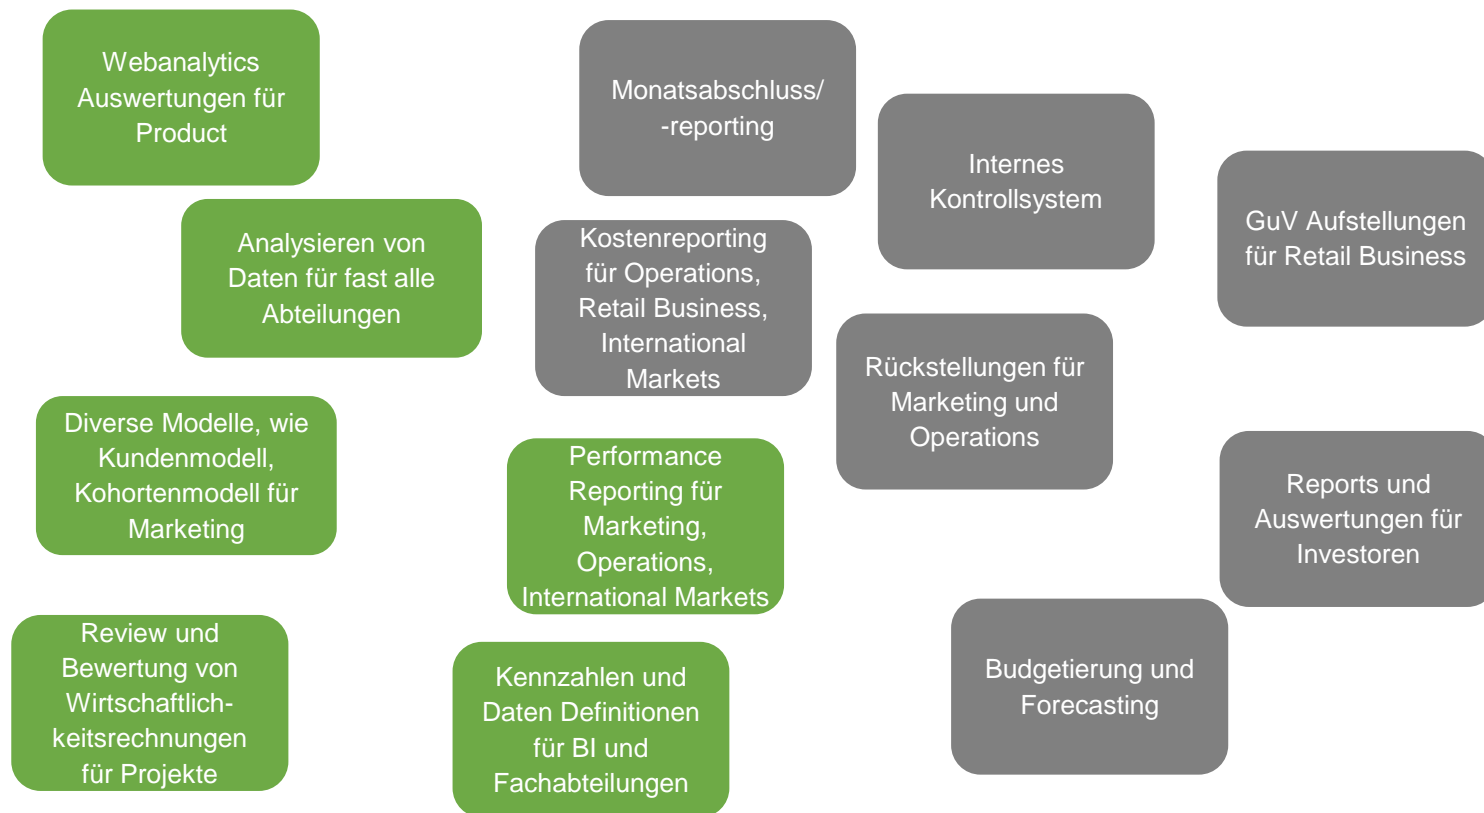 Webanalytics
Auswertungen für
Product
Monatsabschluss/
-reporting
Internes
Kontrollsystem
GuV Aufstellungen
für Retail Business
Analysieren von
Daten für fast alle
Abteilungen
Kostenreporting
für Operations,
Retail Business,
International
Markets
Rückstellungen für
Marketing und
Operations
Diverse Modelle, wie
Kundenmodell,
Kohortenmodell für
Marketing
Performance
Reporting für
Marketing,
Operations,
International Markets
Reports und
Auswertungen für
Investoren
Review und
Bewertung von
Wirtschaftlich-
keitsrechnungen
für Projekte
Kennzahlen und
Daten Definitionen
für BI und
Fachabteilungen
Budgetierung und
Forecasting